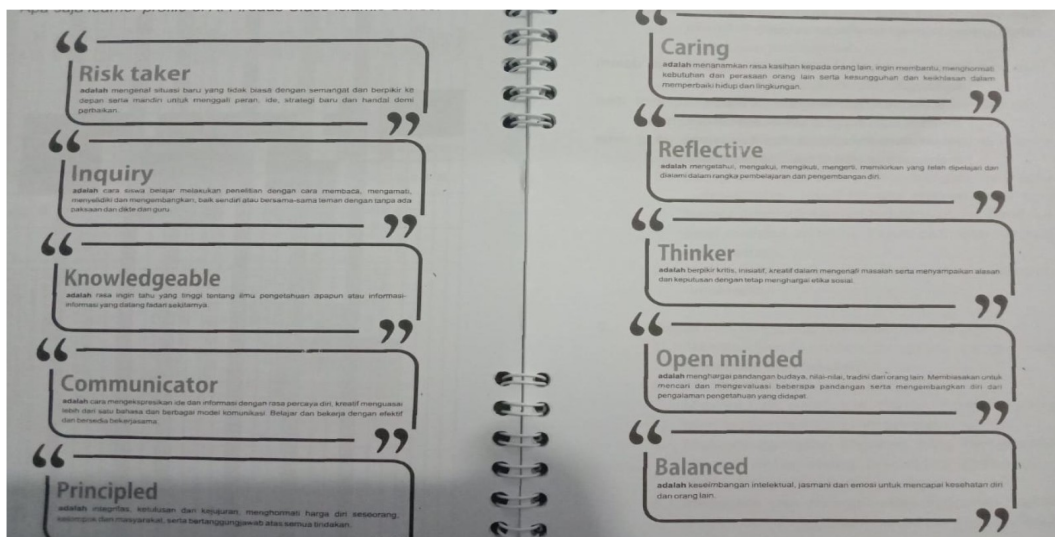 Risk taker
adalah mengenal situasi baru yang tidak biasa dengan semangat dan berpikir ke
depan serta mandiri untuk menggali peran, ide, strategi baru dan handal demi
perbaikan.
Inquiry
adalah cara siswa belajar melakukan penelitian dengan cara membaca, mengamati,
menyelidiki dan mengembangkan, baik sendiri atau bersama-sama teman dengan tanpa ada
paksaan dan dikte dari guru.
Knowledgeable
adalah rasa ingin tahu yang tinggi tentang ilmu pengetahuan apapun atau informasi-
informasi yang datang sekitarnya.
Communicator
adalah cara mengekspresikan ide dan informasi dengan rasa percaya diri, kreatif menguasai
lebih dari satu bahasa dan berbagai model komunikasi. Belajar dan bekerja dengan efektif
dan bersedia bekerjasama.
Principled
adalah integritas, ketulusan dan kejujuran, menghormati harga diri seseorang,
kelompok dan masyarakat, serta bertanggungjawab atas semua tindakan.
Caring
adalah menanamkan rasa kasihan kepada orang lain, ingin membantu, menghormati
kebutuhan dan perasaan orang lain serta kesungguhan dan keikhlasan dalam
memperbaiki hidup dan lingkungan.
Reflective
adalah mengetahui, mengakui, mengikuti, mengerti, memikirkan yang telah dipelajari dan
dialami dalam rangka pembelajaran dan pengembangan diri.
Thinker
adalah berpikir kritis, inisiatif, kreatif dalam mengenali masalah serta menyampaikan alasan
dan keputusan dengan tetap menghargai etika sosial.
Open minded
adalah menghargai pandangan budaya, nilai-nilai, tradisi dan orang lain. Membiasakan untuk
mencari dan mengevaluasi beberapa pandangan serta mengembangkan diri dari
pengalaman pengetahuan yang didapat.
Balanced
adalah keseimbangan intelektual, jasmani dan emosi untuk mencapai kesehatan diri
dan orang lain.